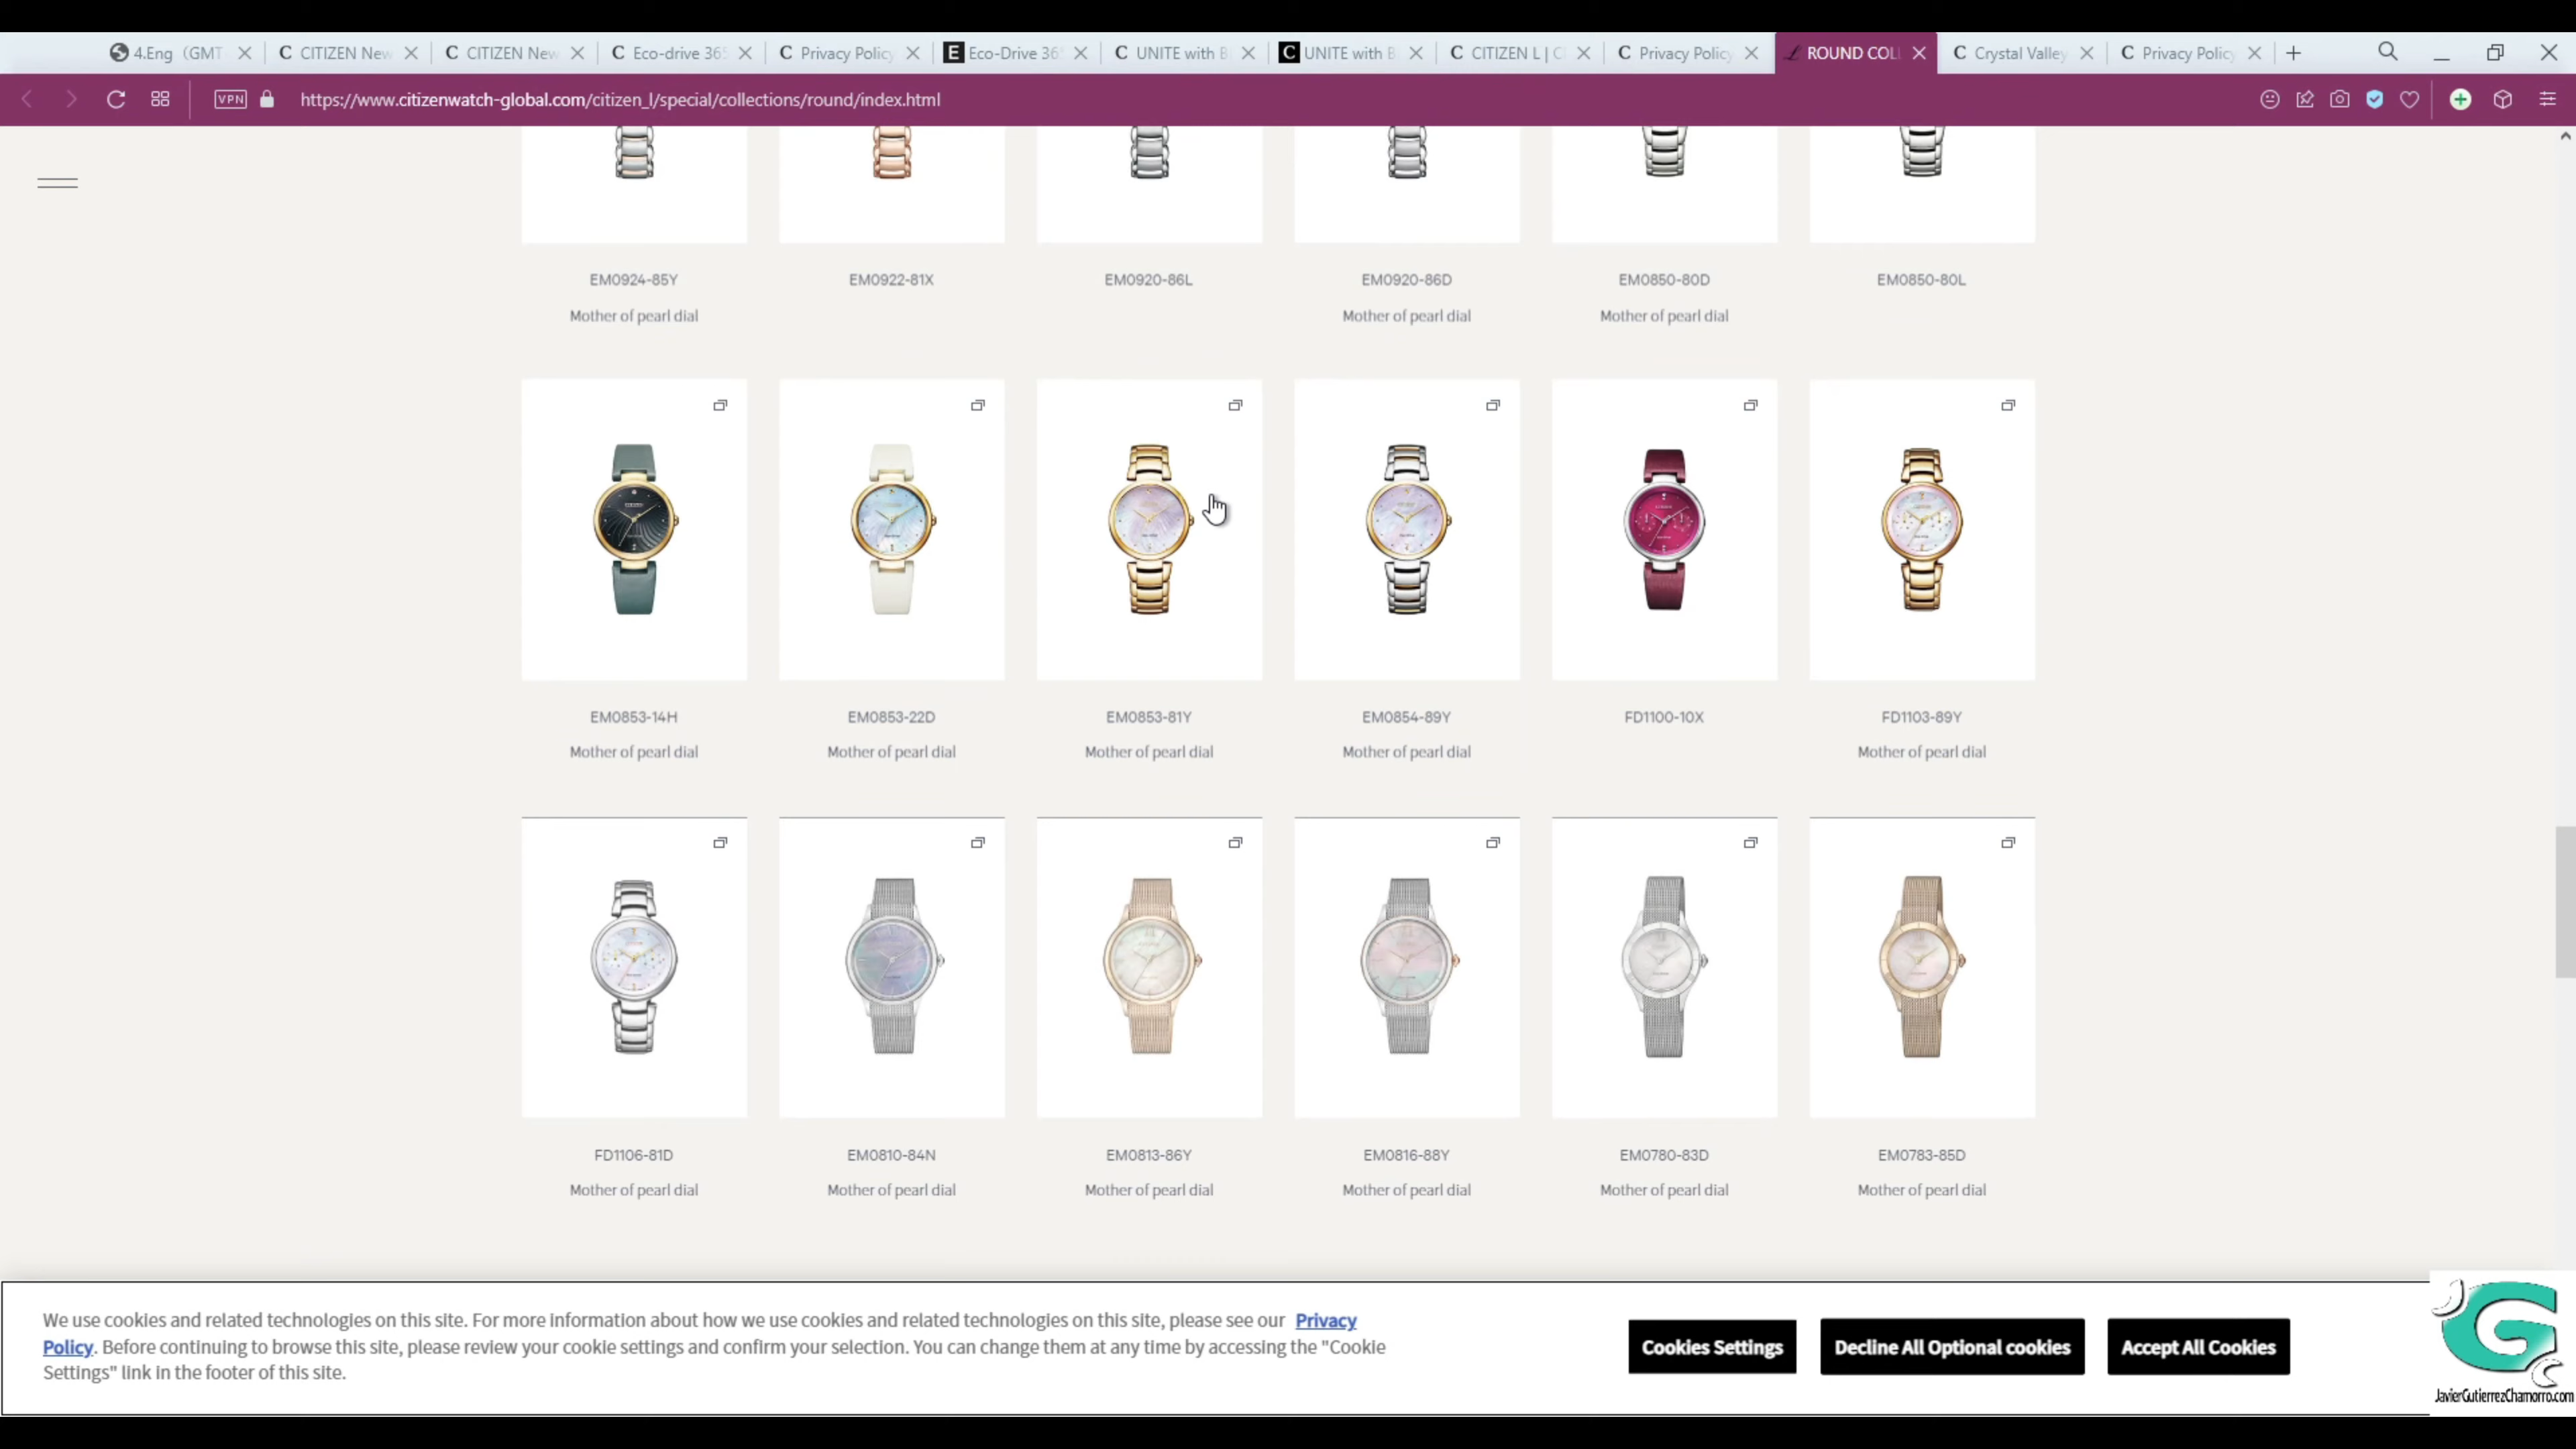 4.Eng (GMT
CITIZEN New
CITIZEN New
Eco-drive 365
Privacy Policy
Eco-Drive 36
UNITE with B
UNITE with B
CITIZEN L | C
Privacy Policy
ROUND COL
Crystal Valley
Privacy Policy
VPN
https://www.citizenwatch-global.com/citizen_l/special/collections/round/index.html
EM0924-85Y
EM0922-81X
EM0920-86L
EM0920-86D
EM0850-80D
EM0850-80L
Mother of pearl dial
Mother of pearl dial
Mother of pearl dial
EM0853-14H
EM0853-22D
EM0853-81Y
EM0854-89Y
FD1100-10X
FD1103-89Y
Mother of pearl dial
Mother of pearl dial
Mother of pearl dial
Mother of pearl dial
Mother of pearl dial
FD1106-81D
EM0810-84N
EM0813-86Y
EM0816-88Y
EM0780-83D
EM0783-85D
Mother of pearl dial
Mother of pearl dial
Mother of pearl dial
Mother of pearl dial
Mother of pearl dial
Mother of pearl dial
We use cookies and related technologies on this site. For more information about how we use cookies and related technologies on this site, please see our Privacy
Policy. Before continuing to browse this site, please review your cookie settings and confirm your selection. You can change them at any time by accessing the "Cookie
Settings" link in the footer of this site.
Cookies Settings
Decline All Optional cookies
Accept All Cookies
JavierGutierrezChamorro.com